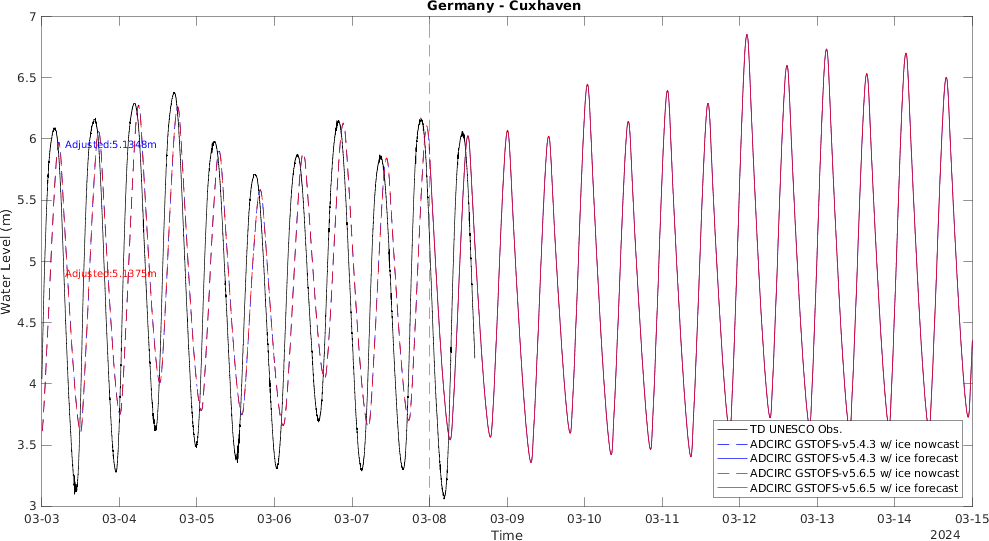 Germany - Cuxhaven
7
6.5
6
5.5
5
4.5
4
3.5
3
Water Level (m)
Adjusted:5.1348m
Adjusted:5.1375m
TD UNESCO Obs.
ADCIRC GSTOFS-v5.4.3 w/ ice nowcast
ADCIRC GSTOFS-v5.4.3 w/ ice forecast
ADCIRC GSTOFS-v5.6.5 w/ ice nowcast
ADCIRC GSTOFS-v5.6.5 w/ ice forecast
03-03 03-04 03-05 03-06 03-07 03-08 03-09 03-10 03-11 03-12 03-13 03-14 03-15
Time
2024